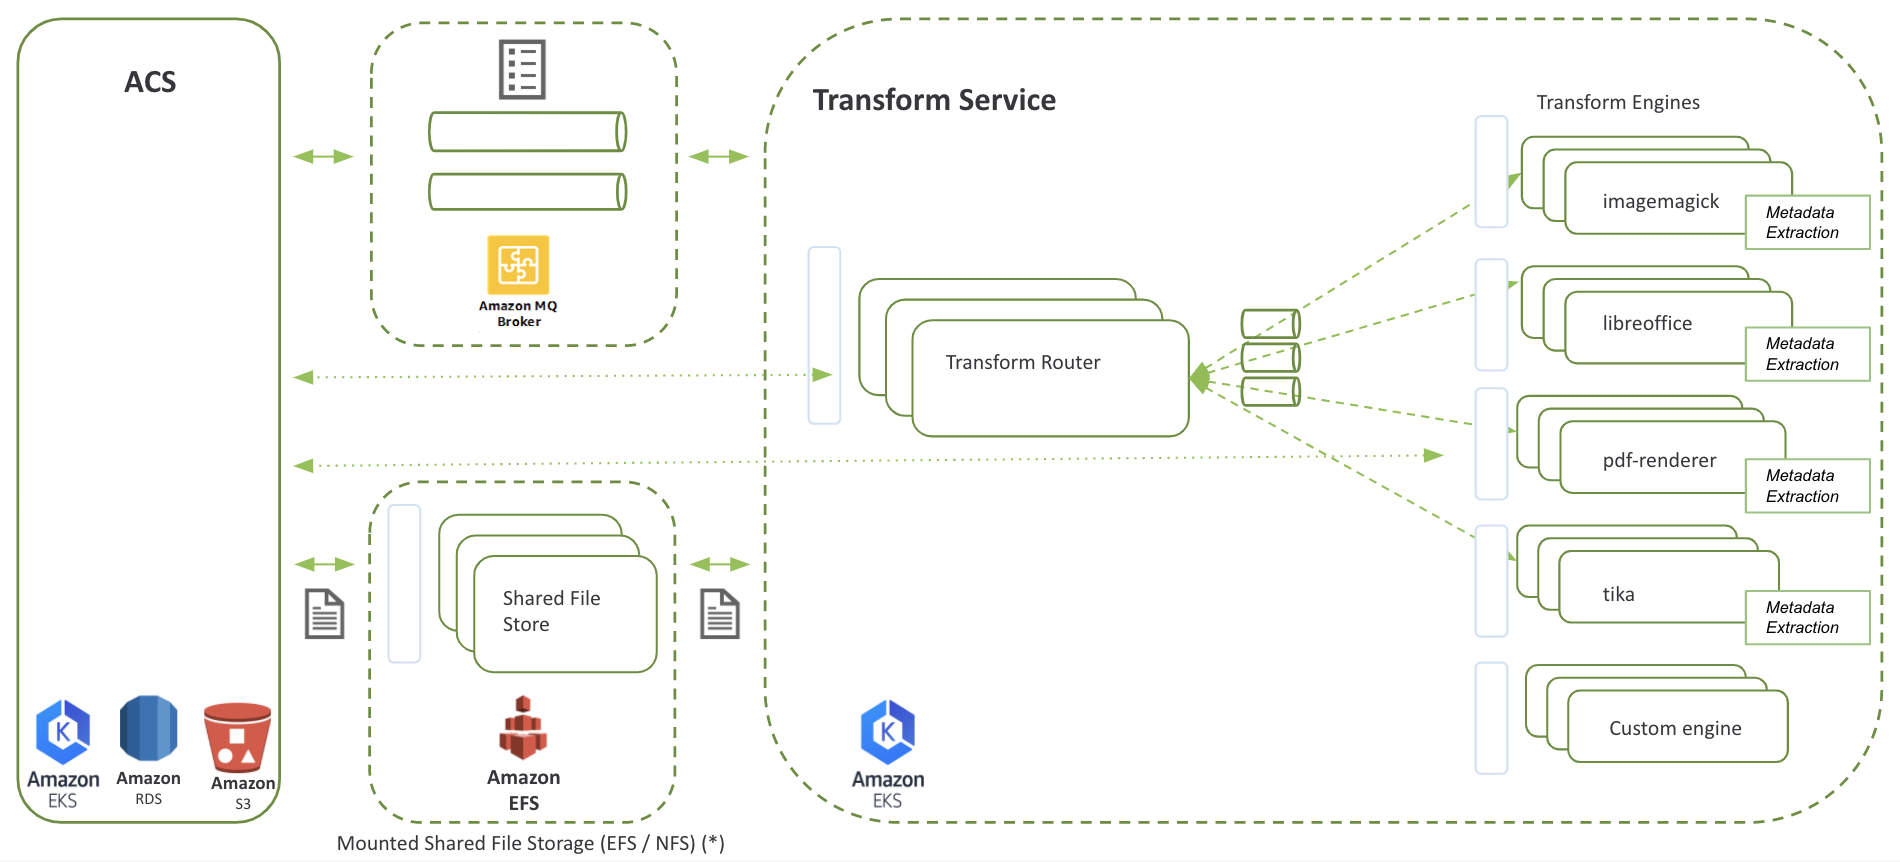 ACS
Amazon
EKS
Amazon
RDS
Amazon
S3
Amazon MQ
Broker
Shared File
Store
Amazon
EFS
Mounted Shared File Storage (EFS / NFS) (*)
Transform Service
Transform Router
Amazon
EKS
Transform Engines
imagemagick
Metadata
Extraction
libreoffice
Metadata
Extraction
pdf-renderer
Metadata
Extraction
tika
Metadata
Extraction
Custom engine